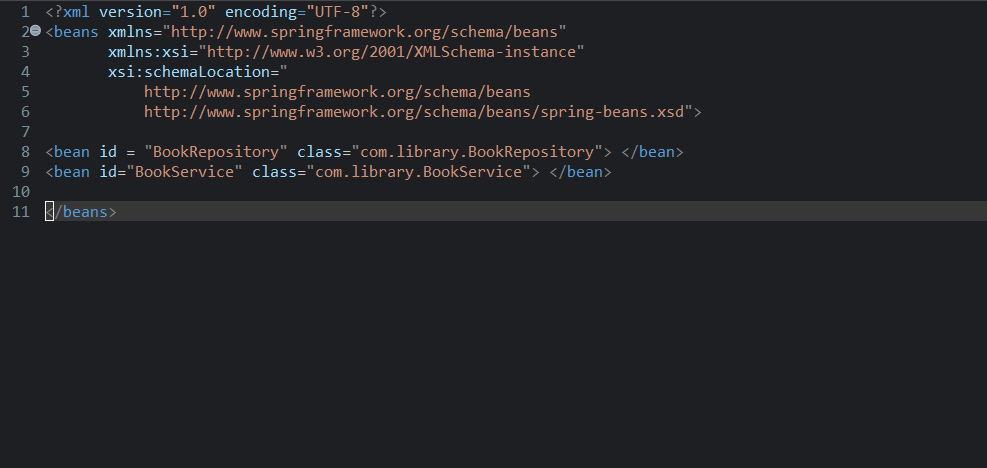 1 <?xml version="1.0" encoding="UTF-8"?>
2 <beans xmlns="http://www.springframework.org/schema/beans"
3 xmlns:xsi="http://www.w3.org/2001/XMLSchema-instance"
4 xsi:schemaLocation="
5 http://www.springframework.org/schema/beans
6 http://www.springframework.org/schema/beans/spring-beans.xsd">
7
8 <bean id = "BookRepository" class="com.library.BookRepository"> </bean>
9 <bean id="BookService" class="com.library.BookService"> </bean>
10
11 </beans>